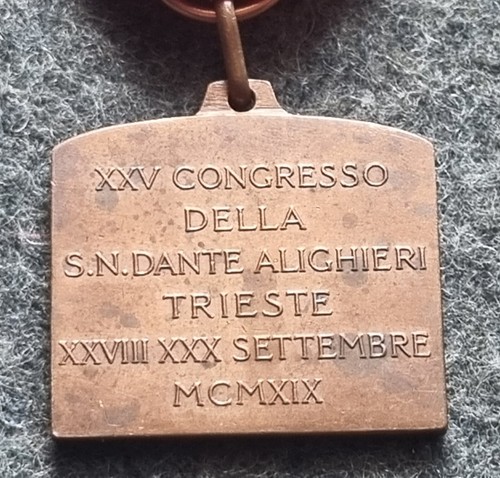 XXV CONGRESSO
DELLA
S.N.DANTE ALIGHIERI
TRIESTE
XXVIII XXX SETTEMBRE
MCMXIX